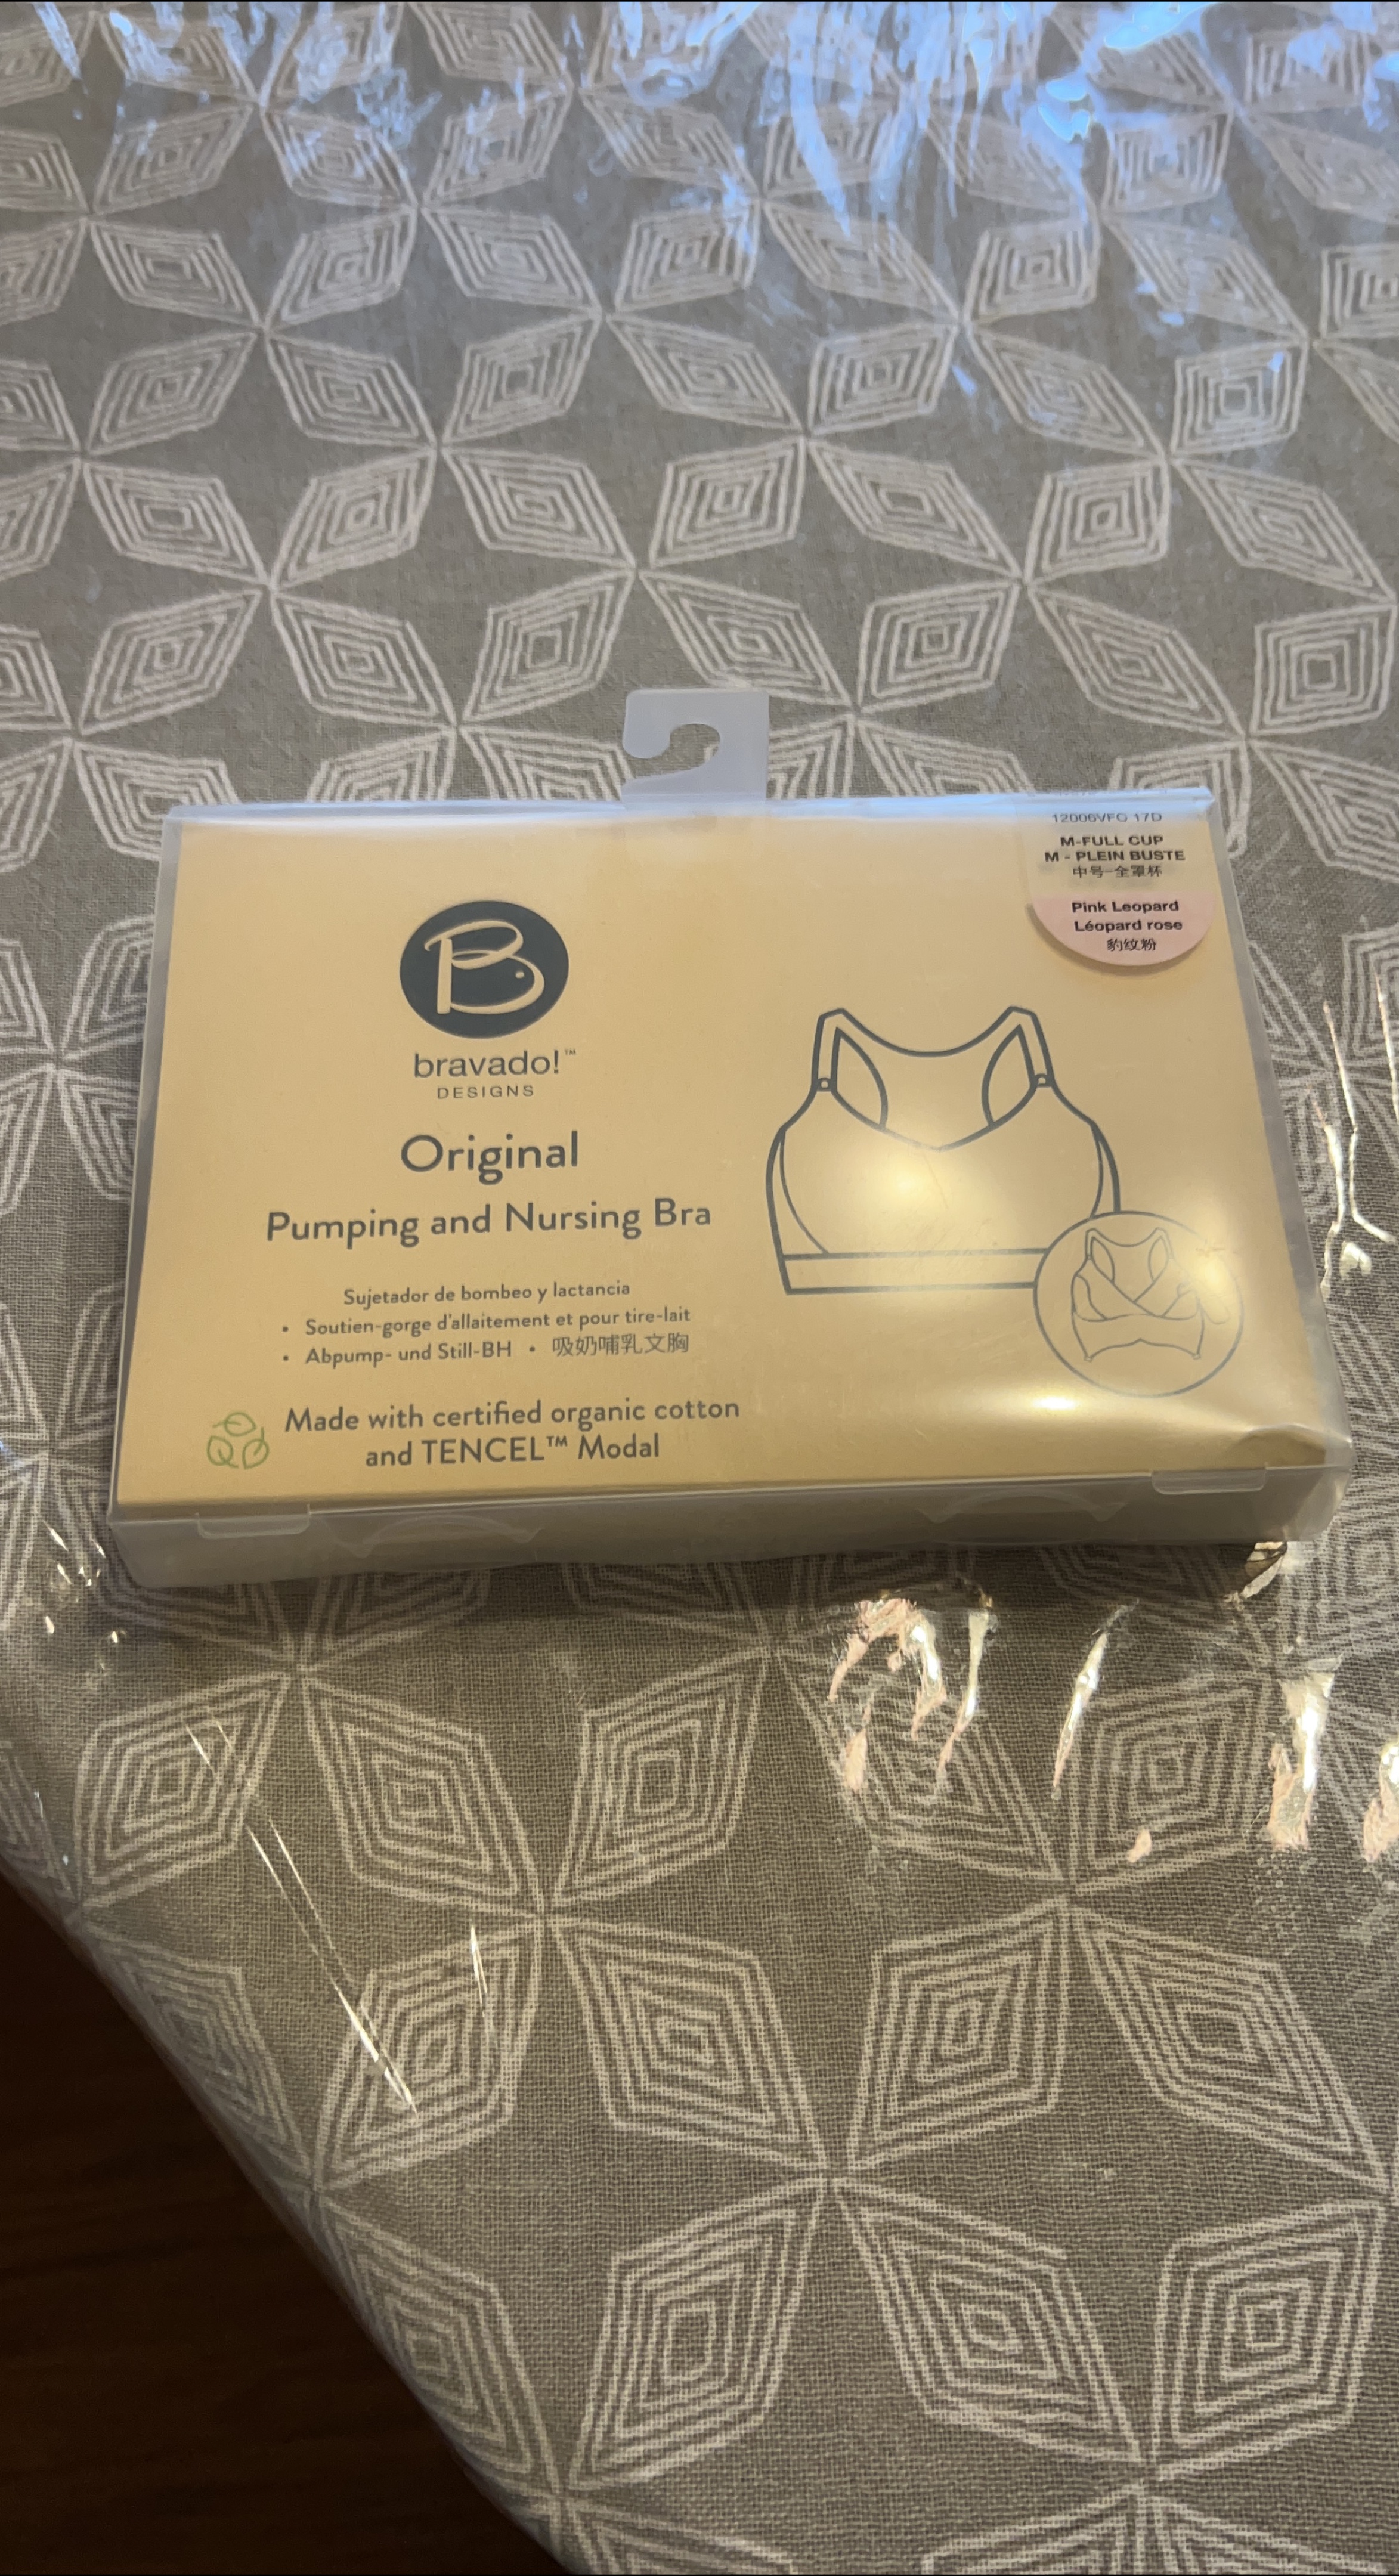 12006VFC 17D
M-FULL CUP
M - PLEIN BUSTE
中号-全罩杯
Pink Leopard
Léopard rose
豹纹粉
B
bravado!™
DESIGNS
Original
Pumping and Nursing Bra
Sujetador de bombeo y lactancia
• Soutien-gorge d'allaitement et pour tire-lait
• Abpump- und Still-BH • 吸奶哺乳文胸
Made with certified organic cotton
and TENCEL™ Modal